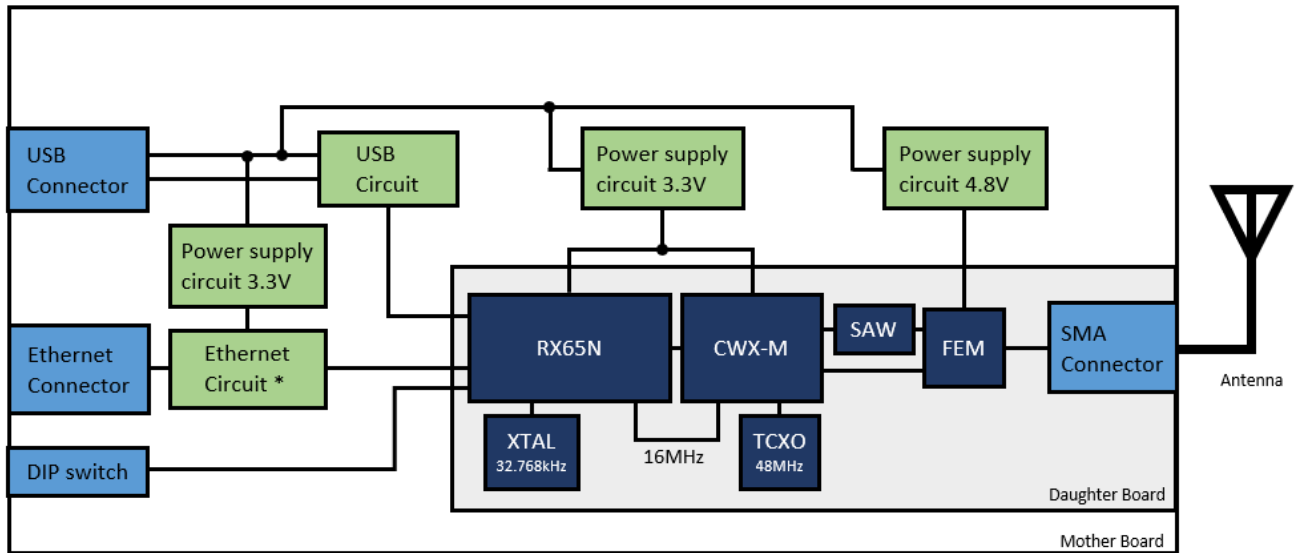 USB
Connector
USB
Circuit
Power supply
circuit 3.3V
Power supply
circuit 4.8V
Power supply
circuit 3.3V
Ethernet
Connector
Ethernet
Circuit *
RX65N
CWX-M
SAW
FEM
SMA
Connector
Antenna
DIP switch
XTAL
32.768kHz
16MHz
TCXO
48MHz
Daughter Board
Mother Board